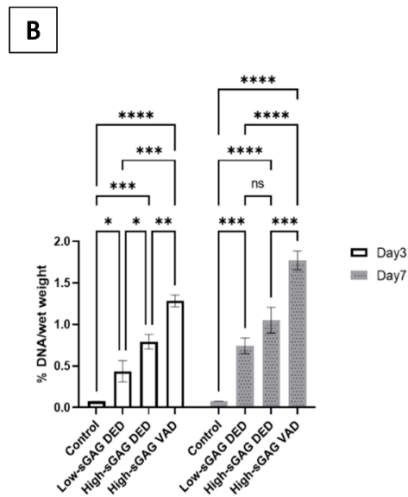 B
****
****
****
****
***
****
***
ns
*
*
**
***
***
% DNA/wet weight
2.0
1.5
1.0
0.5
0.0
Control
Low-sGAG DED
High-sGAG DED
High-sGAG VAD
Control
Low-sGAG DED
High-sGAG DED
High-sGAG VAD
Day3
Day7